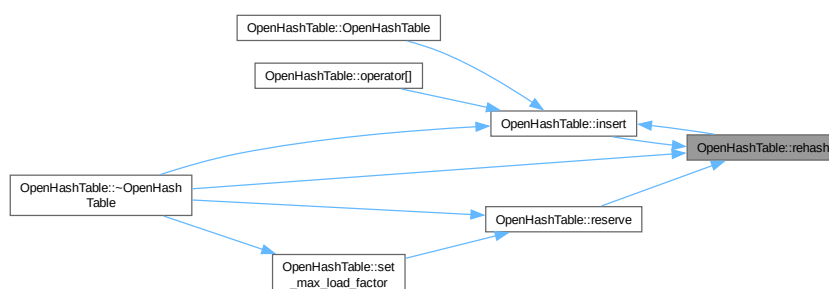 OpenHashTable::OpenHashTable
OpenHashTable::operator[]
OpenHashTable::insert
OpenHashTable::rehash
OpenHashTable::~OpenHash
Table
OpenHashTable::reserve
OpenHashTable::set
_max_load_factor